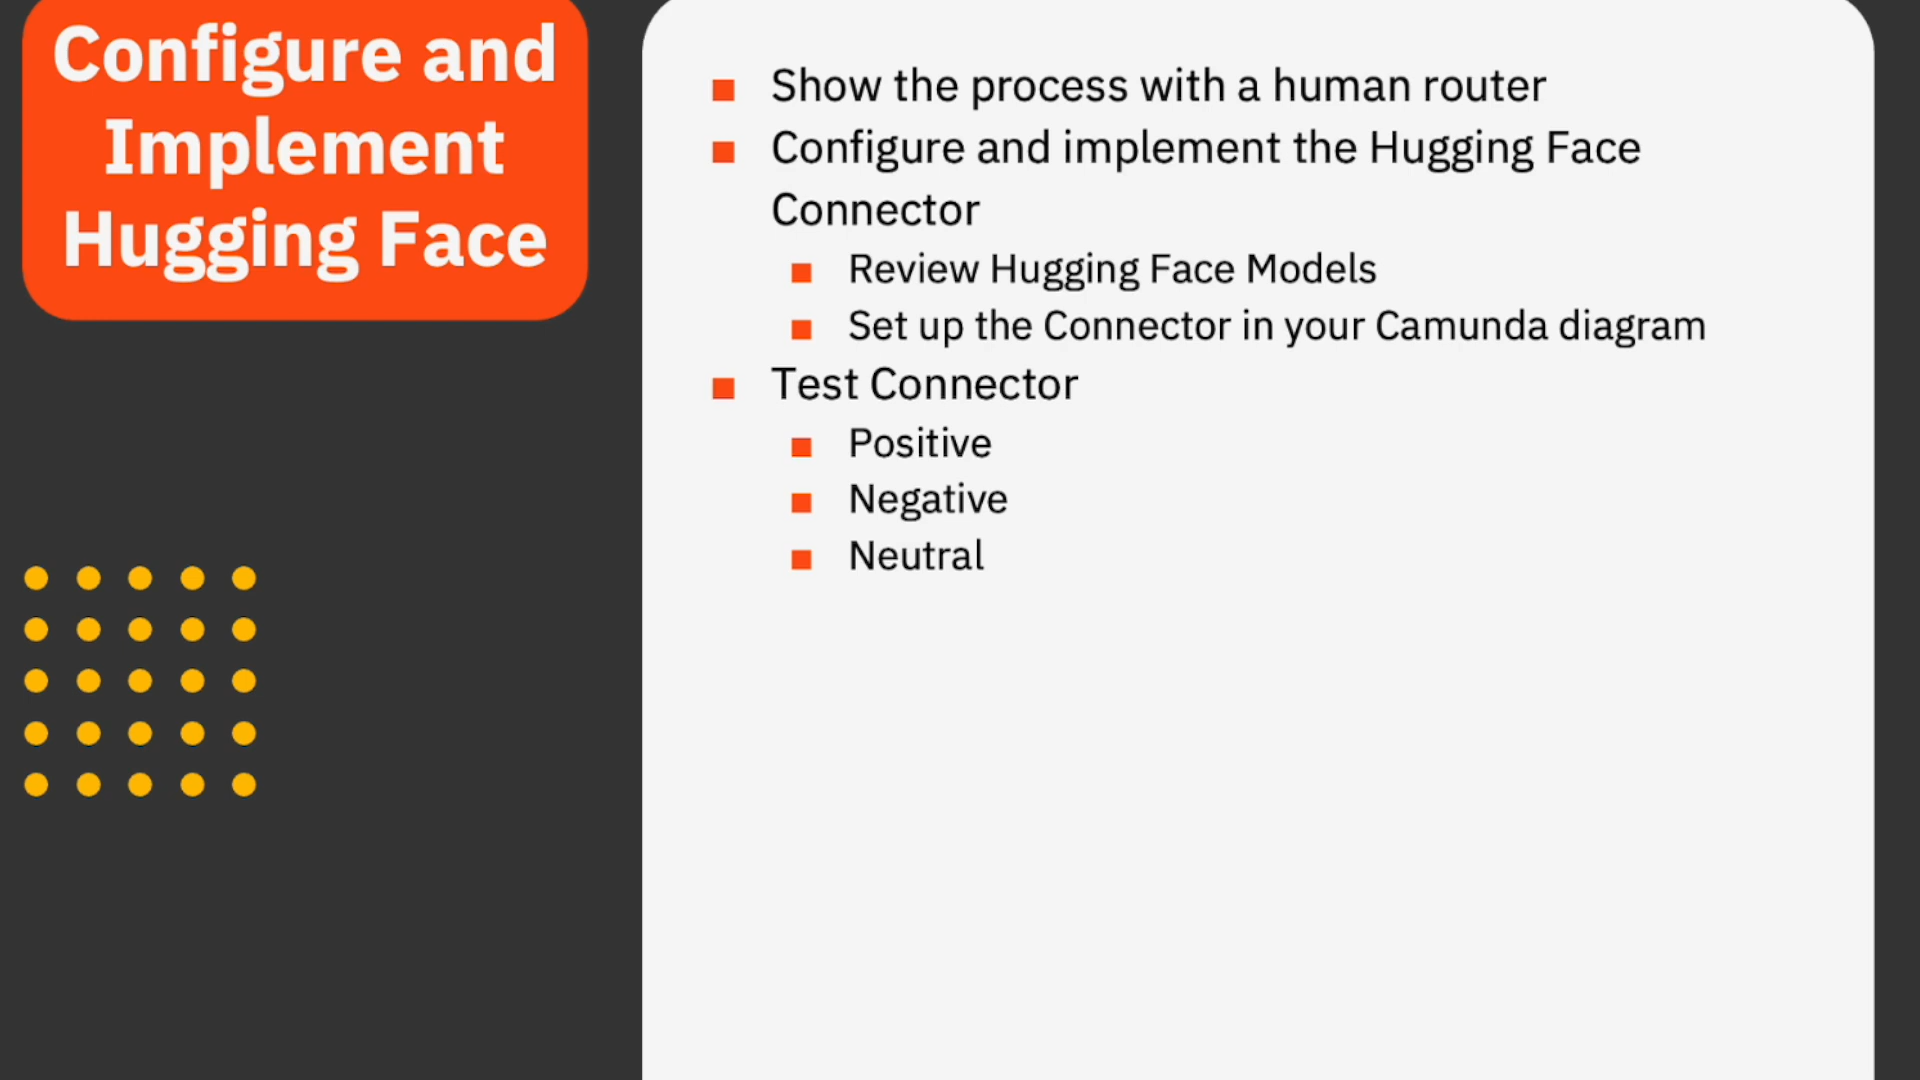 Configure and
Implement
Hugging Face
Show the process with a human router
Configure and implement the Hugging Face
Connector
Review Hugging Face Models
Set up the Connector in your Camunda diagram
Test Connector
Positive
Negative
Neutral